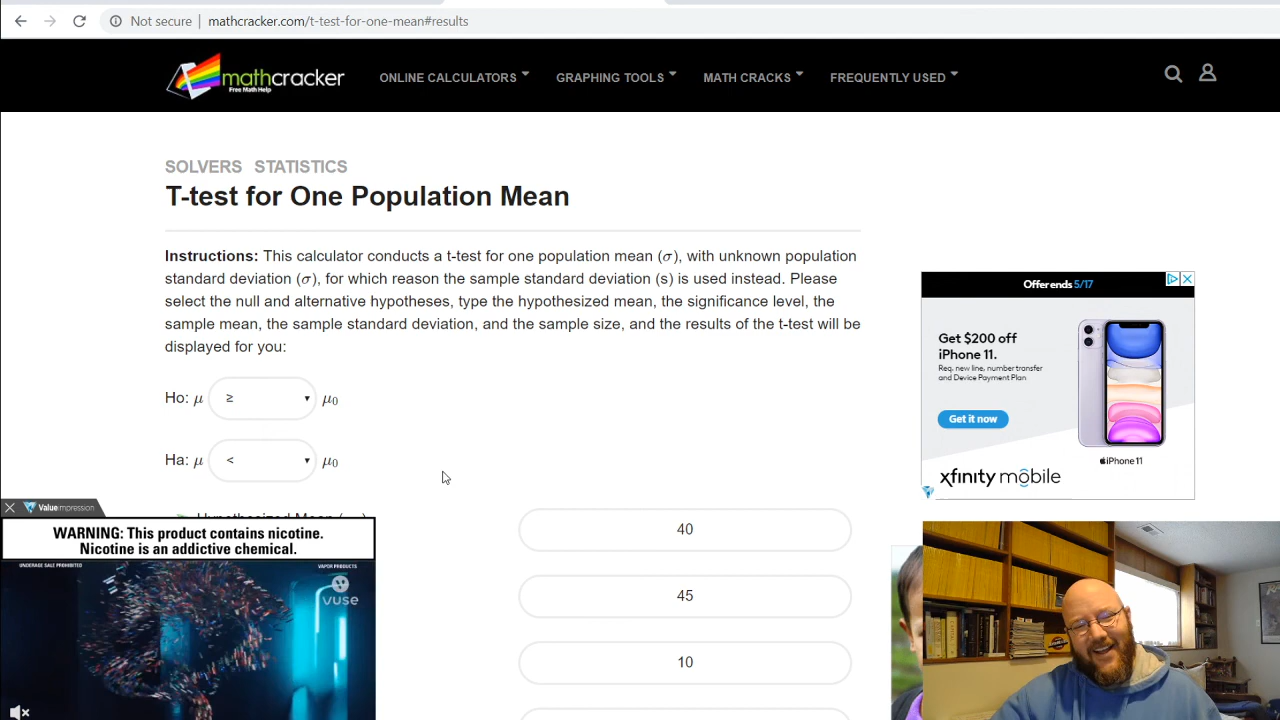 Not secure | mathcracker.com/t-test-for-one-mean#results
mathcracker
Free Math Help
ONLINE CALCULATORS GRAPHING TOOLS MATH CRACKS FREQUENTLY USED
SOLVERS STATISTICS
T-test for One Population Mean
Instructions: This calculator conducts a t-test for one population mean (σ), with unknown population
standard deviation (σ), for which reason the sample standard deviation (s) is used instead. Please
select the null and alternative hypotheses, type the hypothesized mean, the significance level, the
sample mean, the sample standard deviation, and the sample size, and the results of the t-test will be
displayed for you:
Ho: μ ≥ μ₀
Ha: μ < μ₀
Hypothesized Mean
40
45
10
Offer ends 5/17
Get $200 off
iPhone 11.
Req. new line, number transfer
and Device Payment Plan
Get it now
iPhone 11
xfinity mobile
ValueImpression
WARNING: This product contains nicotine.
Nicotine is an addictive chemical.
UNDERAGE SALE PROHIBITED
VAPOR PRODUCTS
vuse